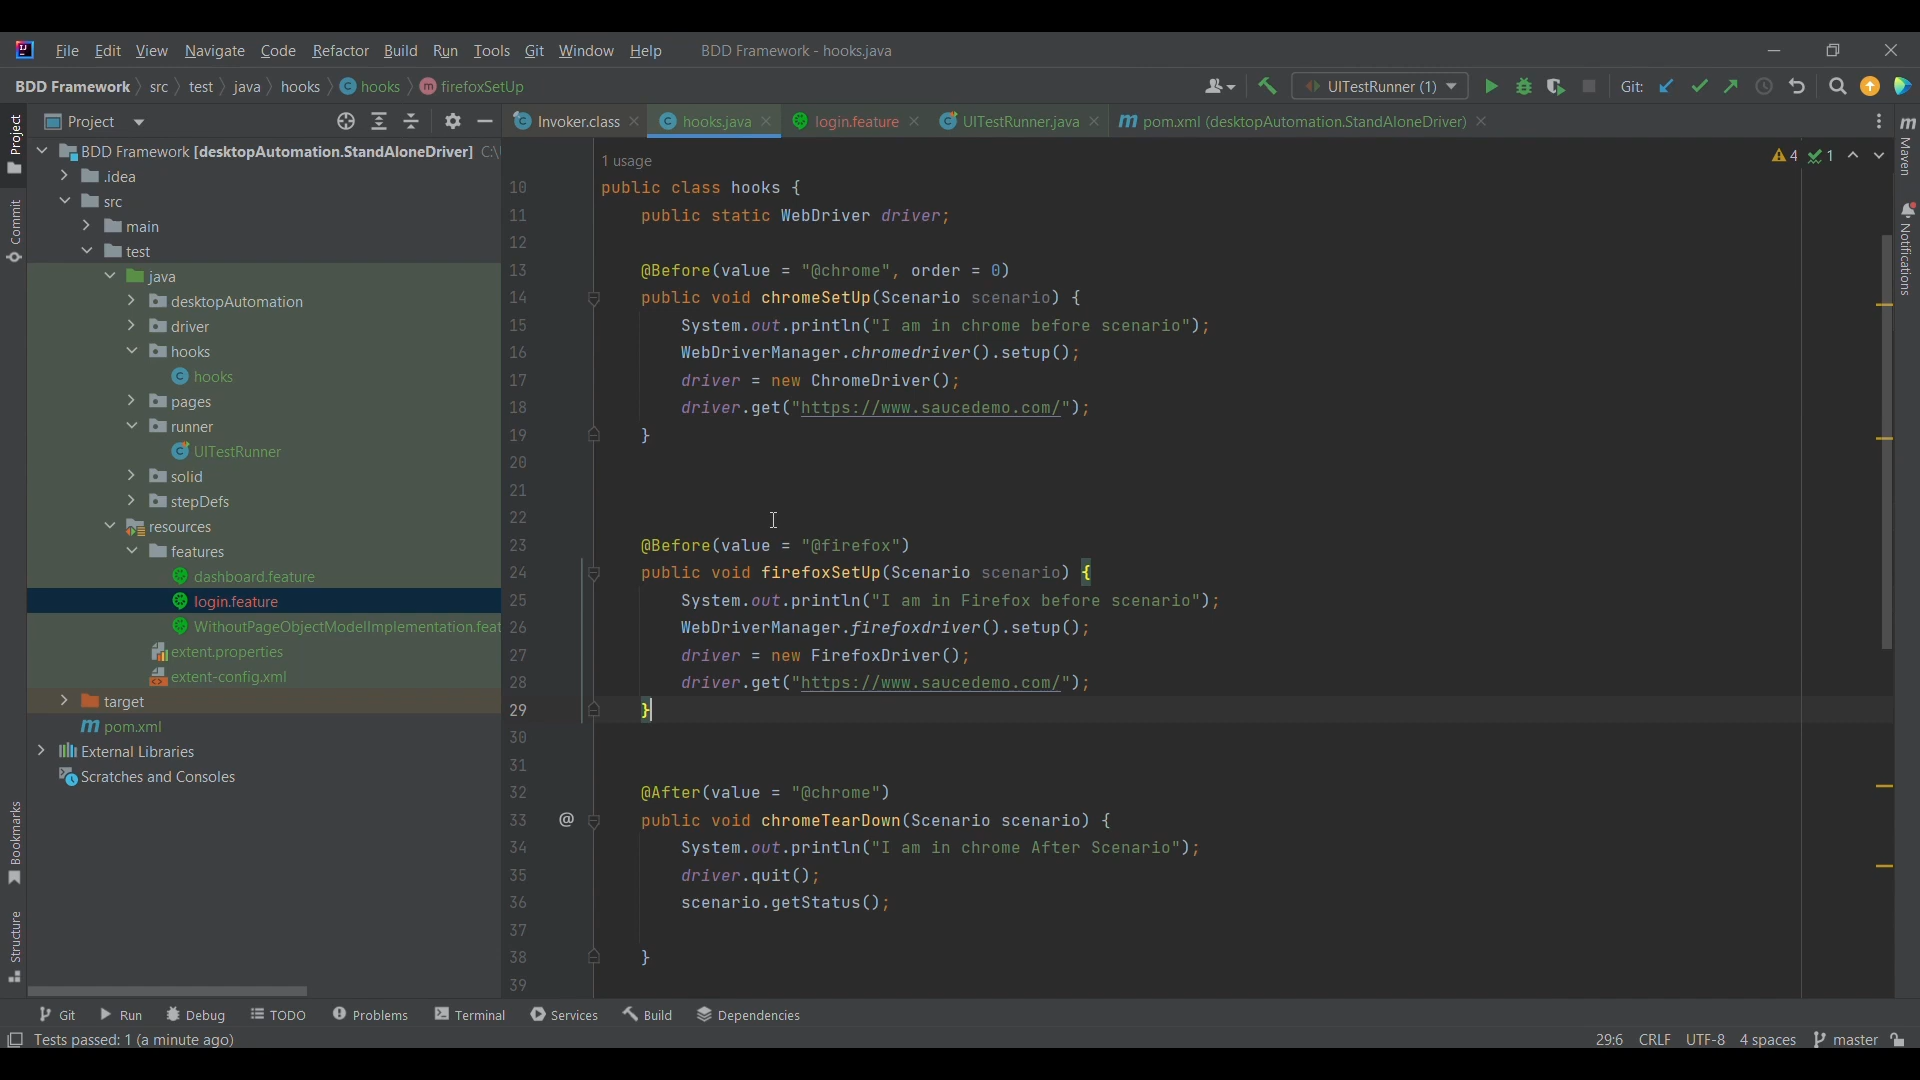 File Edit View Navigate Code Refactor Build Run Tools Git Window Help BDD Framework - hooks.java
BDD Framework src test java hooks hooks firefoxSetUp UITestRunner (1) Git:
Project Invoker.class hooks.java login.feature UITestRunner.java pom.xml (desktopAutomation.StandAloneDriver)
Project
Commit
Bookmarks
Structure
BDD Framework [desktopAutomation.StandAloneDriver] C:\
.idea
src
main
test
java
desktopAutomation
driver
hooks
hooks
pages
runner
UITestRunner
solid
stepDefs
resources
features
dashboard.feature
login.feature
WithoutPageObjectModelImplementation.feat
extent.properties
extent-config.xml
target
pom.xml
External Libraries
Scratches and Consoles
1 usage
4 1
10 public class hooks {
11 public static WebDriver driver;
12
13 @Before(value = "@chrome", order = 0)
14 public void chromeSetUp(Scenario scenario) {
15 System.out.println("I am in chrome before scenario");
16 WebDriverManager.chromedriver().setup();
17 driver = new ChromeDriver();
18 driver.get("https://www.saucedemo.com/");
19 }
20
21
22
23 @Before(value = "@firefox")
24 public void firefoxSetUp(Scenario scenario) {
25 System.out.println("I am in Firefox before scenario");
26 WebDriverManager.firefoxdriver().setup();
27 driver = new FirefoxDriver();
28 driver.get("https://www.saucedemo.com/");
29 }
30
31
32 @After(value = "@chrome")
33 @ public void chromeTearDown(Scenario scenario) {
34 System.out.println("I am in chrome After Scenario");
35 driver.quit();
36 scenario.getStatus();
37
38 }
39
m Maven
Notifications
Git Run Debug TODO Problems Terminal Services Build Dependencies
Tests passed: 1 (a minute ago) 29:6 CRLF UTF-8 4 spaces master